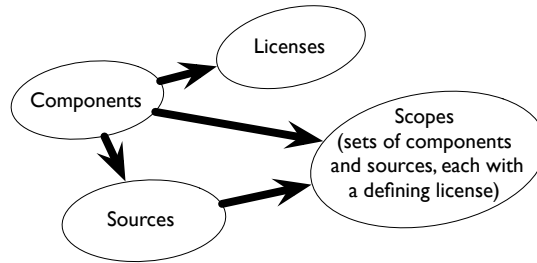 Licenses
Components
Scopes
(sets of components
and sources, each with
a defining license)
Sources